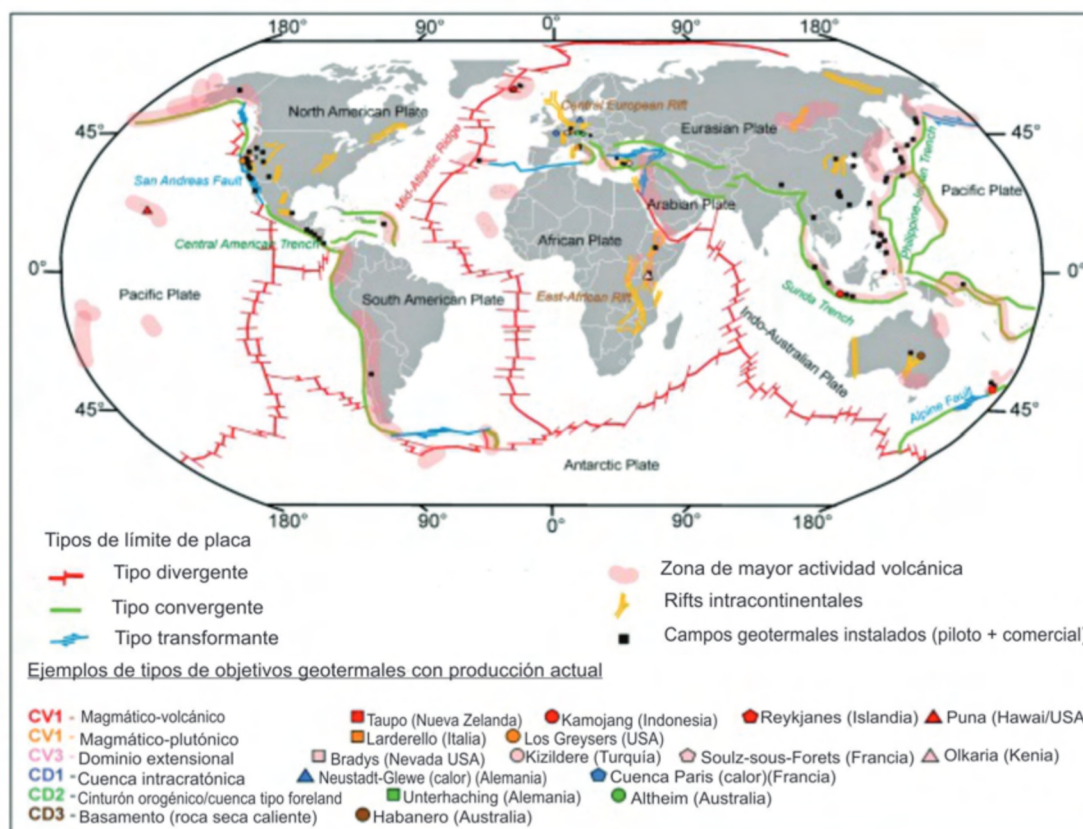 180° 90° 0° 90° 180°
North American Plate
Central European Rift
Eurasian Plate
45° 45°
Mid-Atlantic Ridge
San Andreas Fault
Arabian Plate
Philippine-Japan Trench
Pacific Plate
Central American Trench
African Plate
0° 0°
Pacific Plate
South American Plate
East-African Rift
Sunda Trench
Indo-Australian Plate
45° 45°
Alpine Fault
Antarctic Plate
180° 90° 0° 90° 180°
Tipos de límite de placa
Tipo divergente
Tipo convergente
Tipo transformante
Zona de mayor actividad volcánica
Rifts intracontinentales
Campos geotermales instalados (piloto + comercial)
Ejemplos de tipos de objetivos geotermales con producción actual
CV1 - Magmático-volcánico Taupo (Nueva Zelanda) Kamojang (Indonesia) Reykjanes (Islandia) Puna (Hawai/USA)
CV1 - Magmático-plutónico Larderello (Italia) Los Greysers (USA)
CV3 - Dominio extensional Bradys (Nevada USA) Kizildere (Turquía) Soulz-sous-Forets (Francia) Olkaria (Kenia)
CD1 - Cuenca intracratónica Neustadt-Glewe (calor) (Alemania) Cuenca Paris (calor)(Francia)
CD2 - Cinturón orogénico/cuenca tipo foreland Unterhaching (Alemania) Altheim (Australia)
CD3 - Basamento (roca seca caliente) Habanero (Australia)